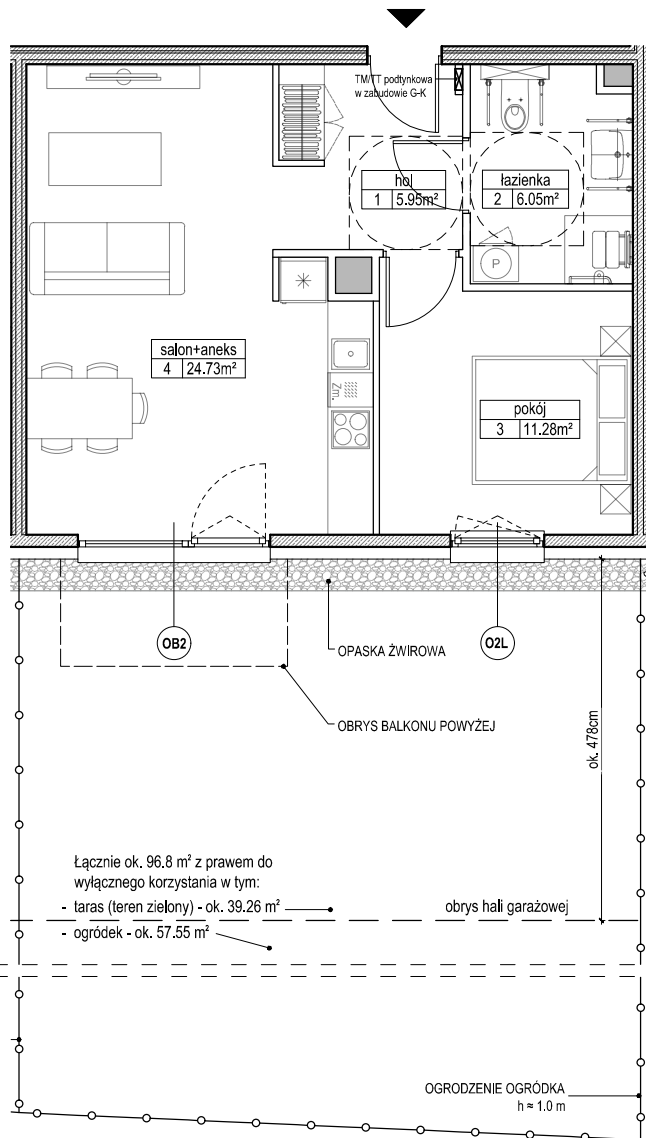 TM/TT podtynkowa
w zabudowie G-K
hol
1 5.95m²
łazienka
2 6.05m²
P
salon+aneks
4 24.73m²
Zm.
pokój
3 11.28m²
OB2
O2L
OPASKA ŻWIROWA
OBRYS BALKONU POWYŻEJ
ok. 478cm
Łącznie ok. 96.8 m² z prawem do
wyłącznego korzystania w tym:
- taras (teren zielony) - ok. 39.26 m²
obrys hali garażowej
- ogródek - ok. 57.55 m²
OGRODZENIE OGRÓDKA
h ≈ 1.0 m